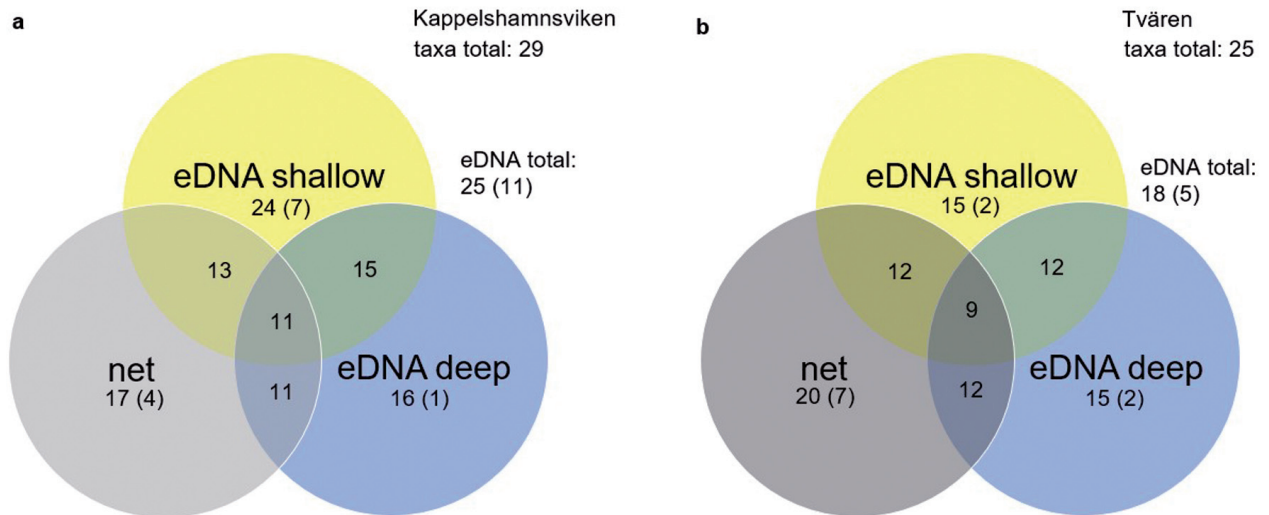 a
Kappelshamnsviken
taxa total: 29
eDNA shallow
24 (7)
eDNA total:
25 (11)
13
15
11
net
17 (4)
11
eDNA deep
16 (1)
b
Tvären
taxa total: 25
eDNA shallow
15 (2)
eDNA total:
18 (5)
12
12
9
net
20 (7)
12
eDNA deep
15 (2)